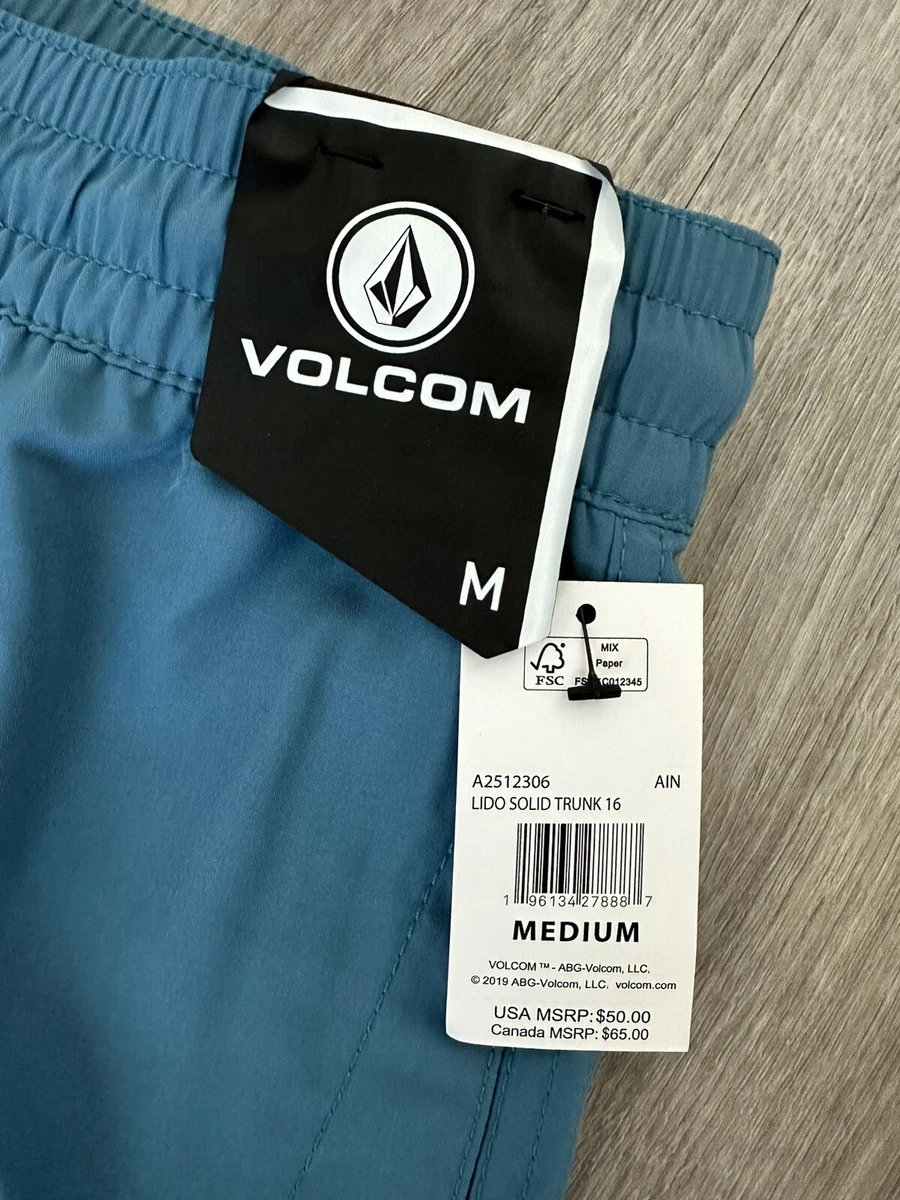 VOLCOM
M
MIX
Paper
FSC
C012345
A2512306 AIN
LIDO SOLID TRUNK 16
1 96134 27888 7
MEDIUM
VOLCOM ™ - ABG-Volcom, LLC.
© 2019 ABG-Volcom, LLC. volcom.com
USA MSRP: $50.00
Canada MSRP: $65.00